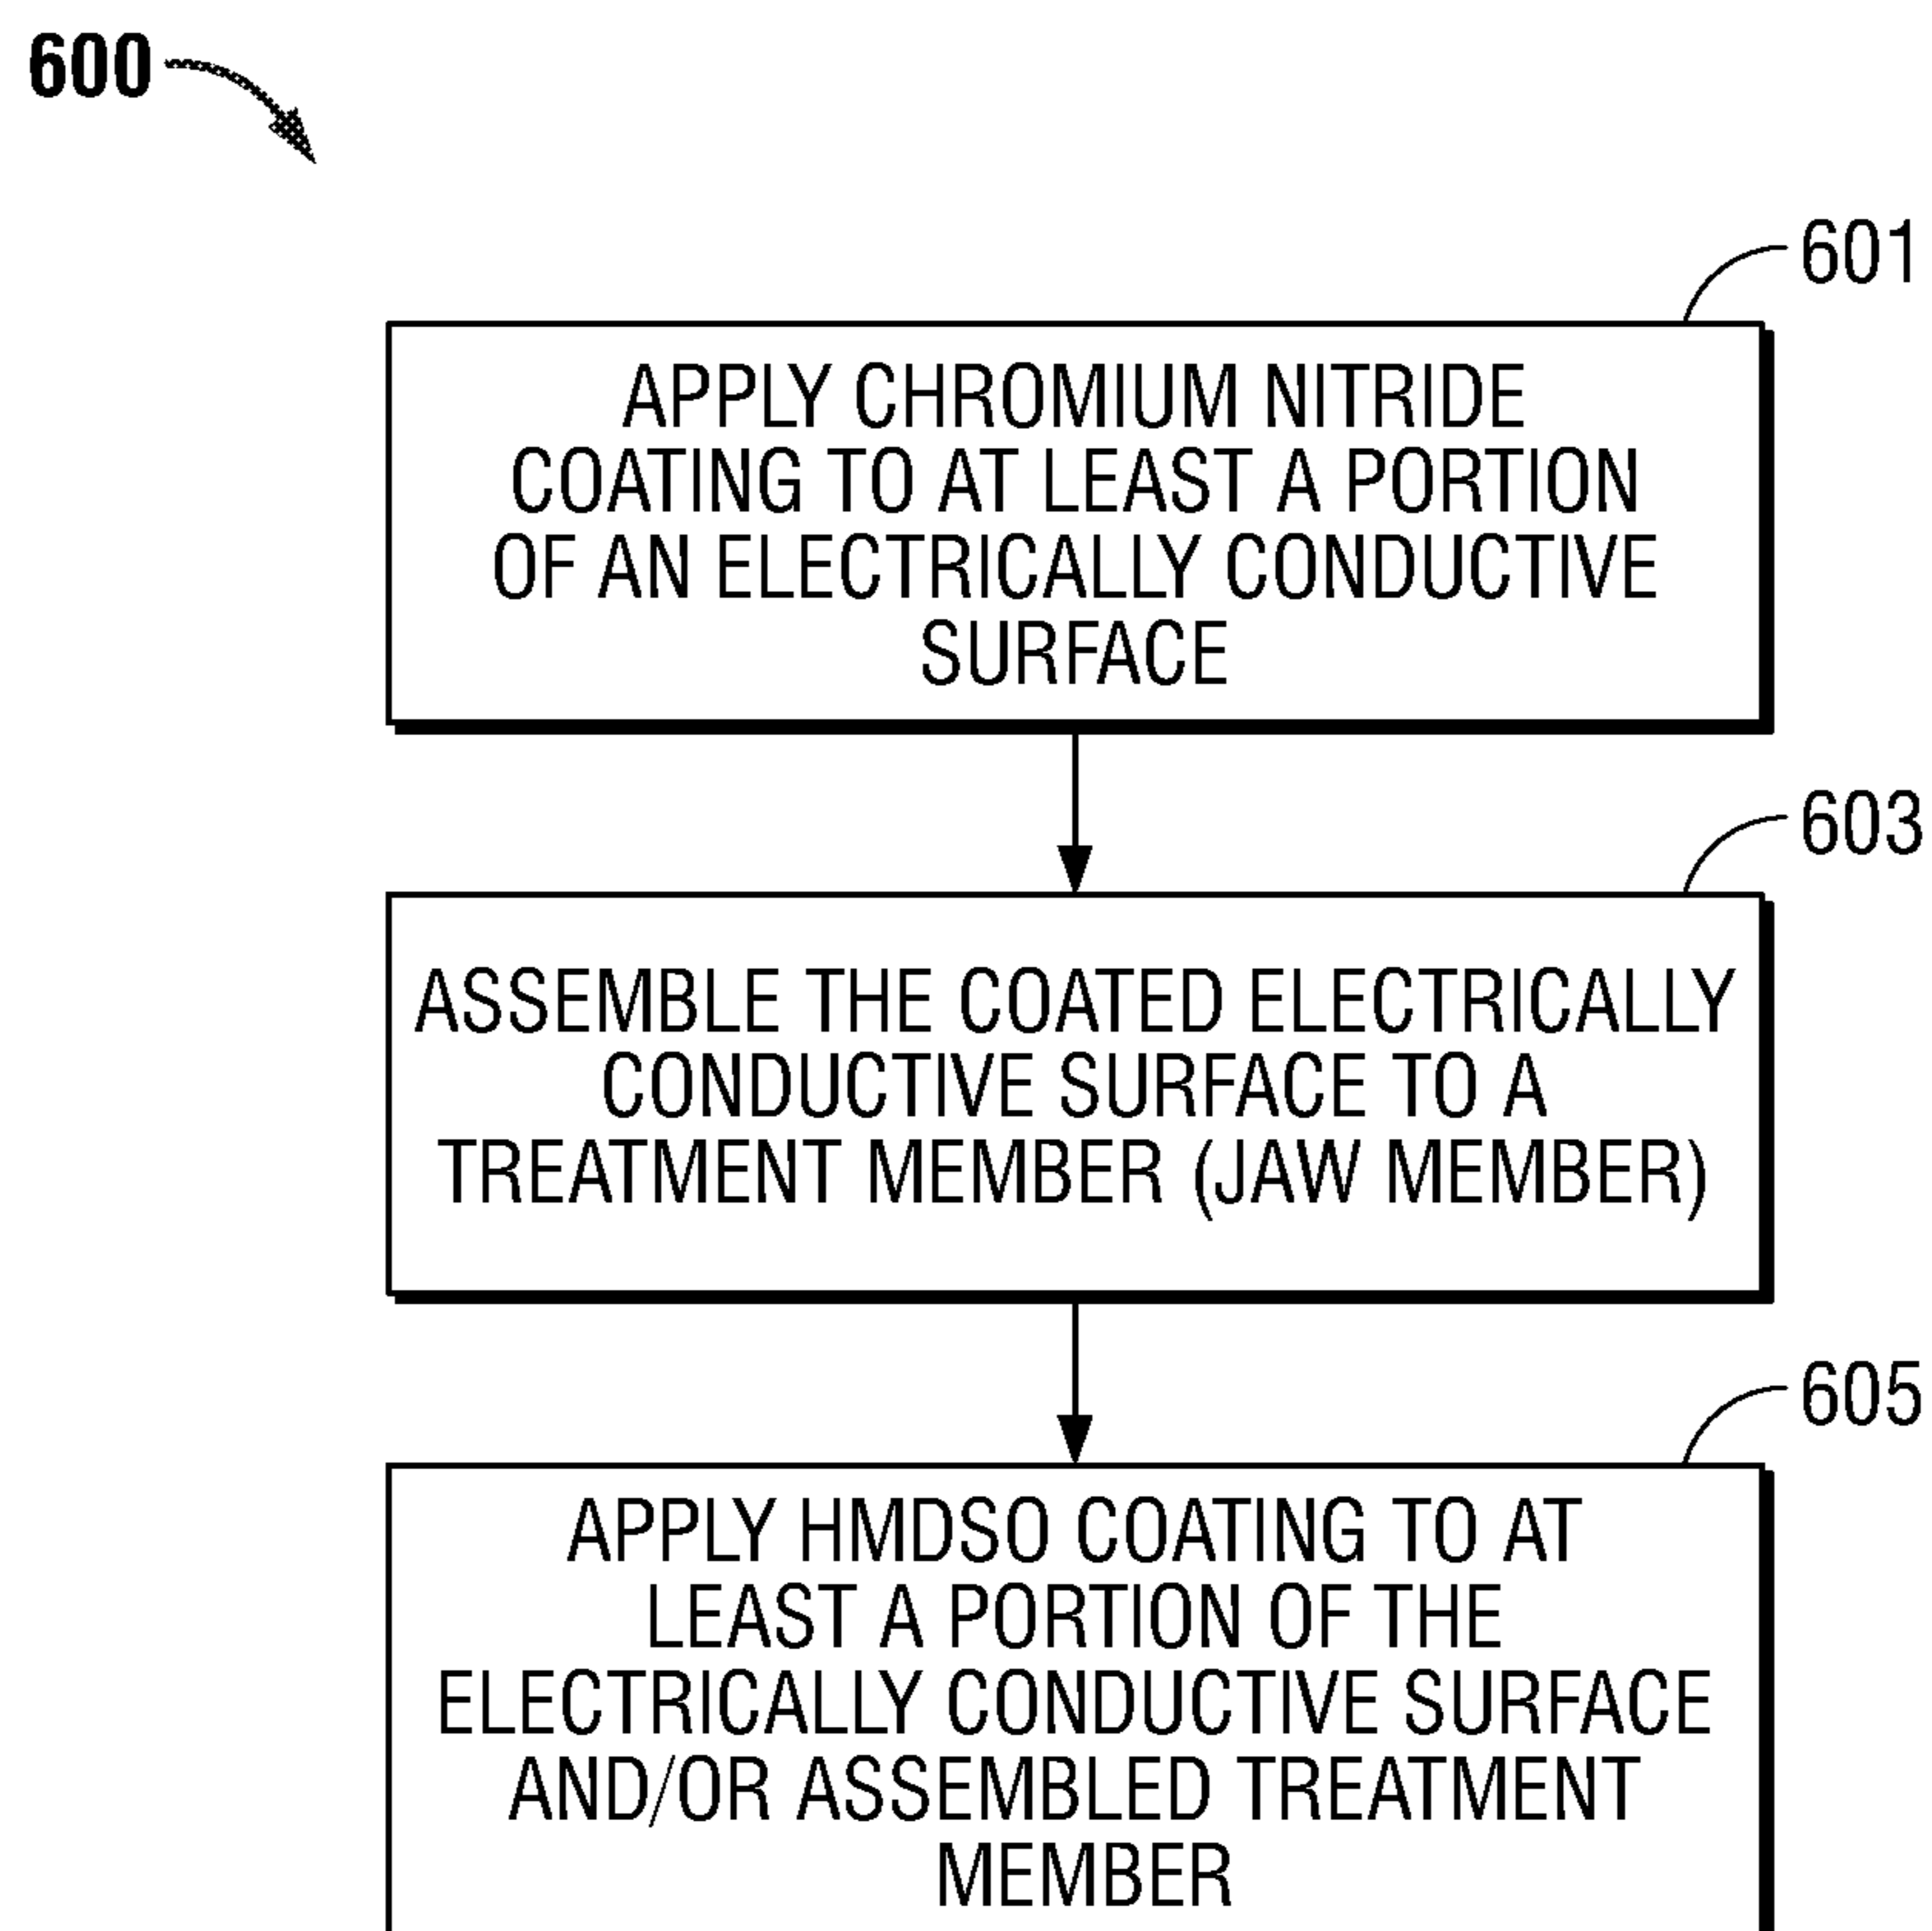 600
601
APPLY CHROMIUM NITRIDE
COATING TO AT LEAST A PORTION
OF AN ELECTRICALLY CONDUCTIVE
SURFACE
603
ASSEMBLE THE COATED ELECTRICALLY
CONDUCTIVE SURFACE TO A
TREATMENT MEMBER (JAW MEMBER)
605
APPLY HMDSO COATING TO AT
LEAST A PORTION OF THE
ELECTRICALLY CONDUCTIVE SURFACE
AND/OR ASSEMBLED TREATMENT
MEMBER